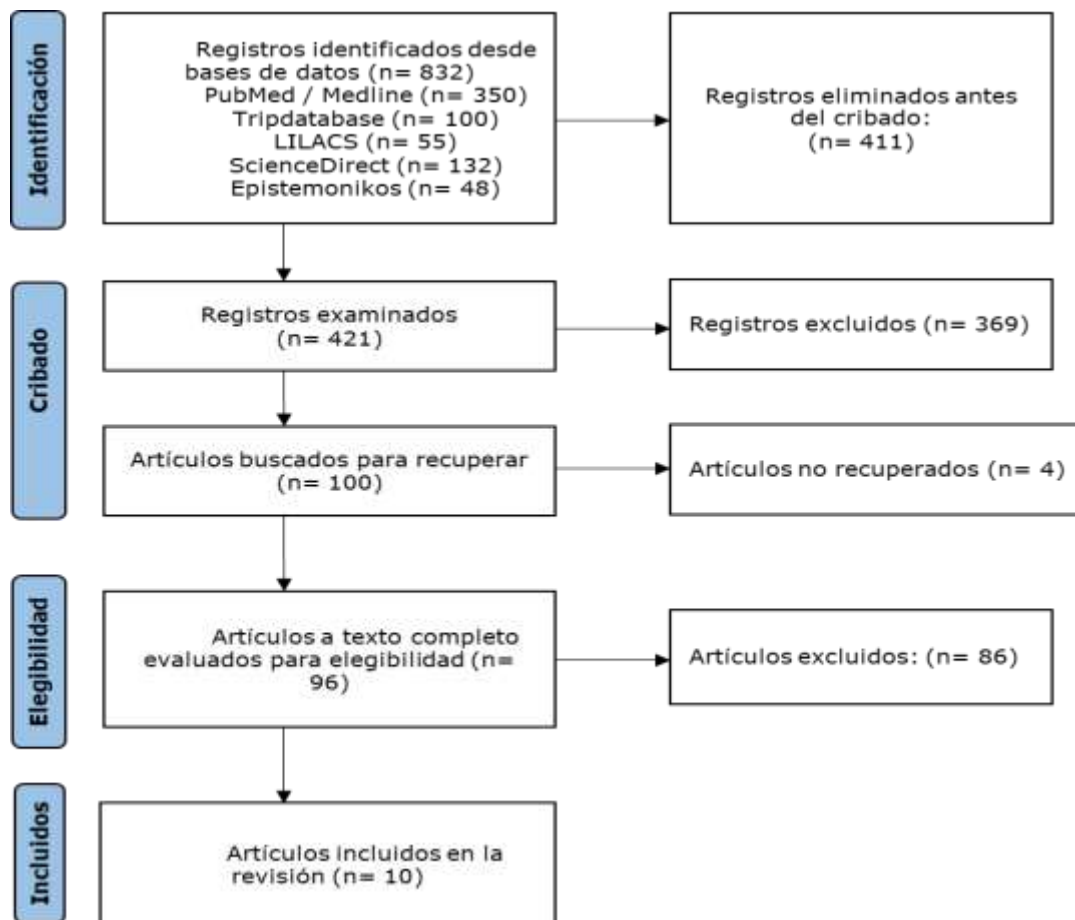 Identificación
Registros identificados desde
bases de datos (n= 832)
PubMed / Medline (n= 350)
Tripdatabase (n= 100)
LILACS (n= 55)
ScienceDirect (n= 132)
Epistemonikos (n= 48)
Registros eliminados antes
del cribado:
(n= 411)
Cribado
Registros examinados
(n= 421)
Registros excluidos (n= 369)
Artículos buscados para recuperar
(n= 100)
Artículos no recuperados (n= 4)
Elegibilidad
Artículos a texto completo
evaluados para elegibilidad (n=
96)
Artículos excluidos: (n= 86)
Incluidos
Artículos incluidos en la
revisión (n= 10)